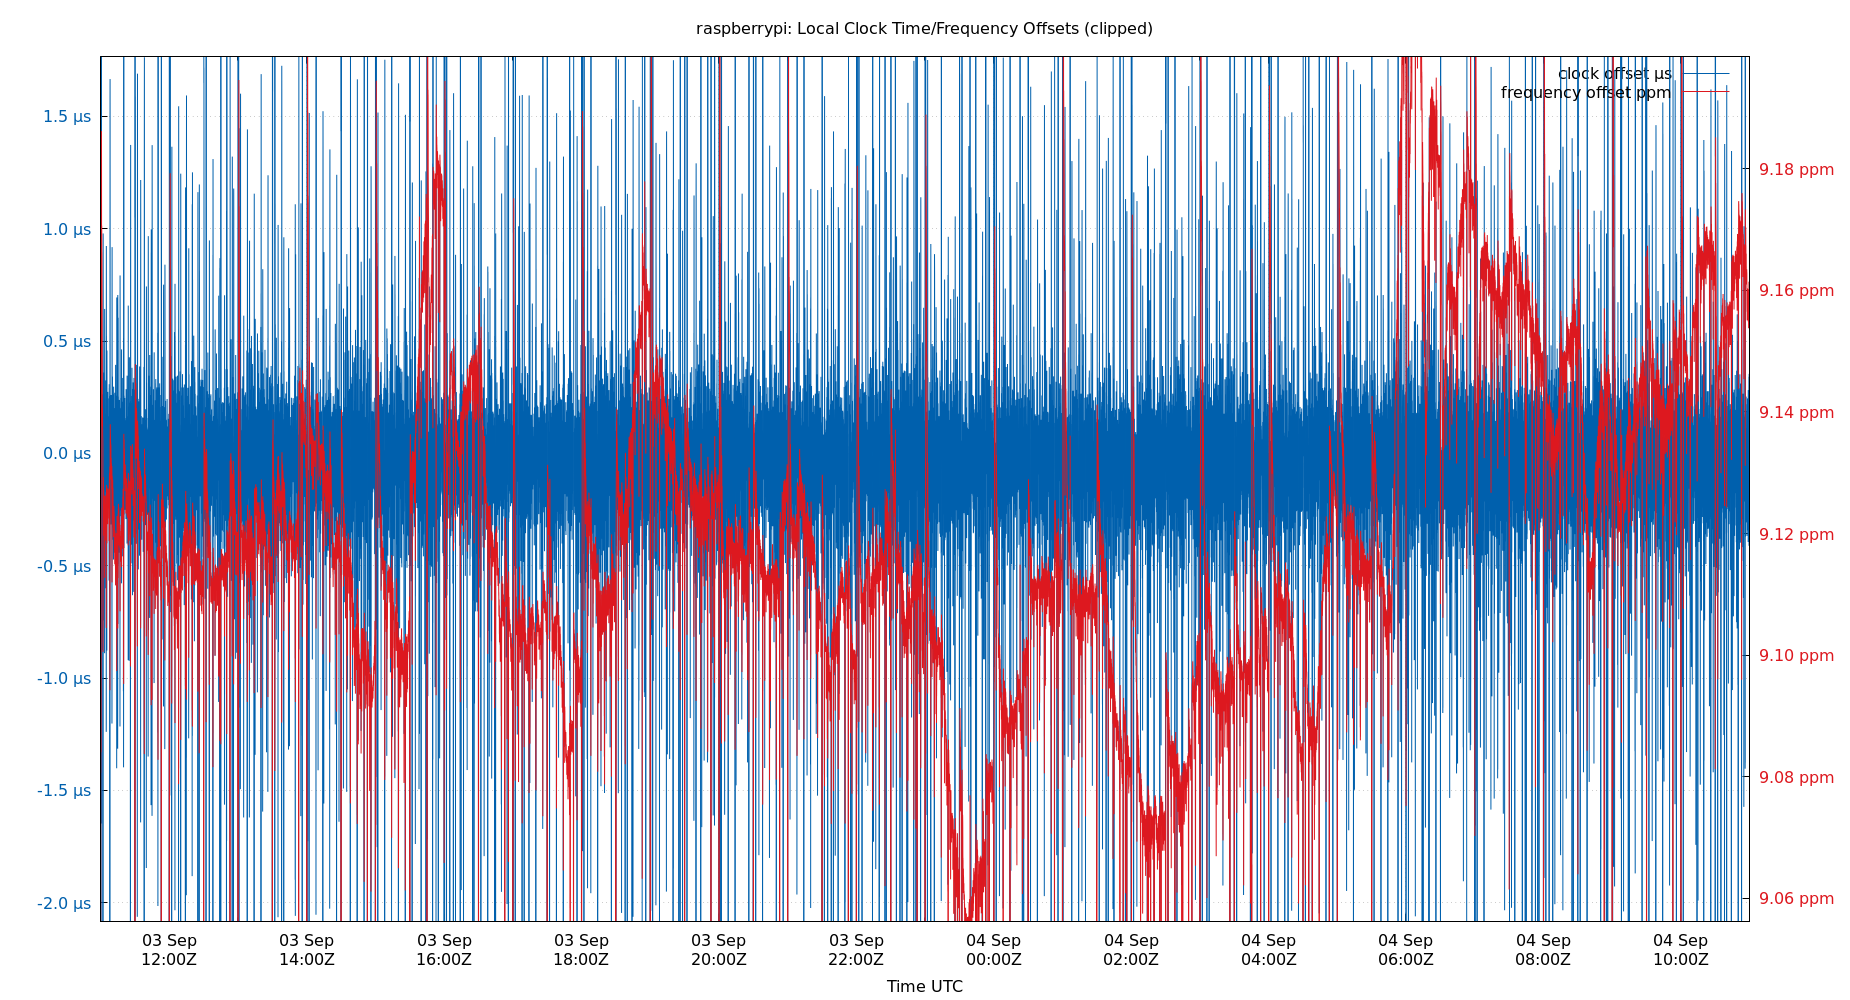 raspberrypi: Local Clock Time/Frequency Offsets (clipped)
clock offset µs
frequency offset ppm
1.5 µs
1.0 µs
0.5 µs
0.0 µs
-0.5 µs
-1.0 µs
-1.5 µs
-2.0 µs
9.18 ppm
9.16 ppm
9.14 ppm
9.12 ppm
9.10 ppm
9.08 ppm
9.06 ppm
03 Sep 03 Sep 03 Sep 03 Sep 03 Sep 03 Sep 04 Sep 04 Sep 04 Sep 04 Sep 04 Sep 04 Sep
12:00Z 14:00Z 16:00Z 18:00Z 20:00Z 22:00Z 00:00Z 02:00Z 04:00Z 06:00Z 08:00Z 10:00Z
Time UTC